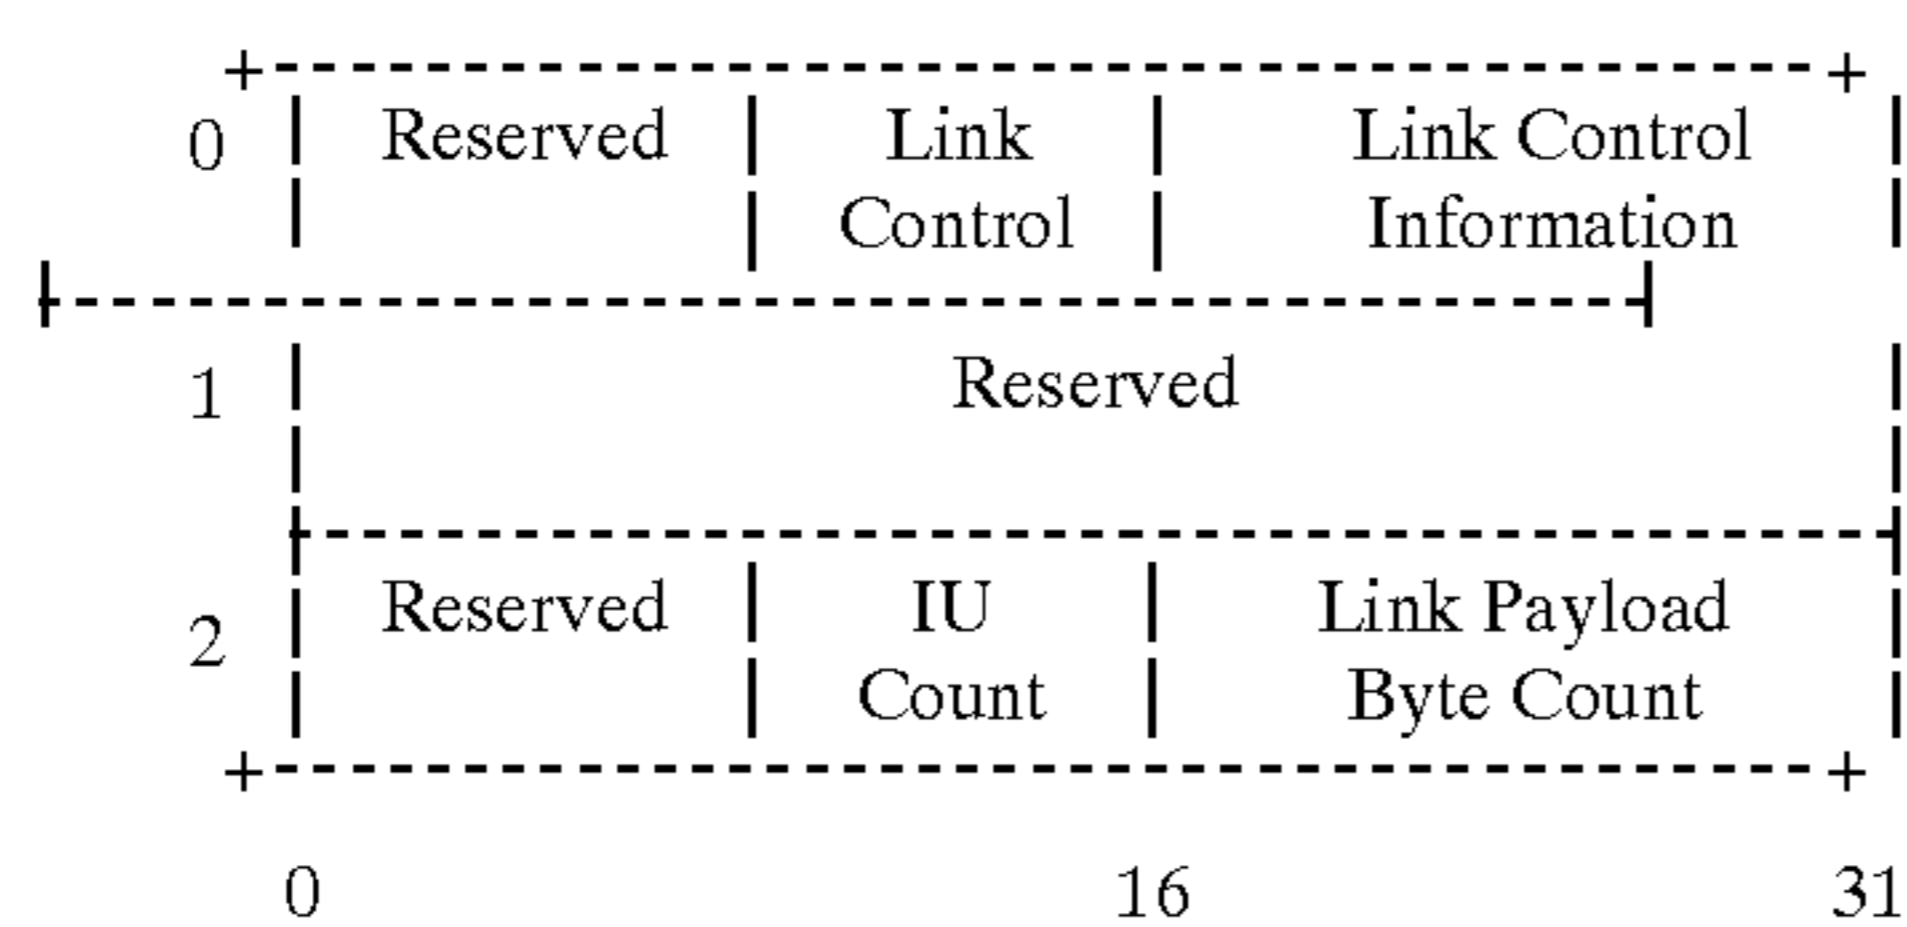 0 Reserved Link Link Control
Control Information
1 Reserved
2 Reserved IU Link Payload
Count Byte Count
0 16 31